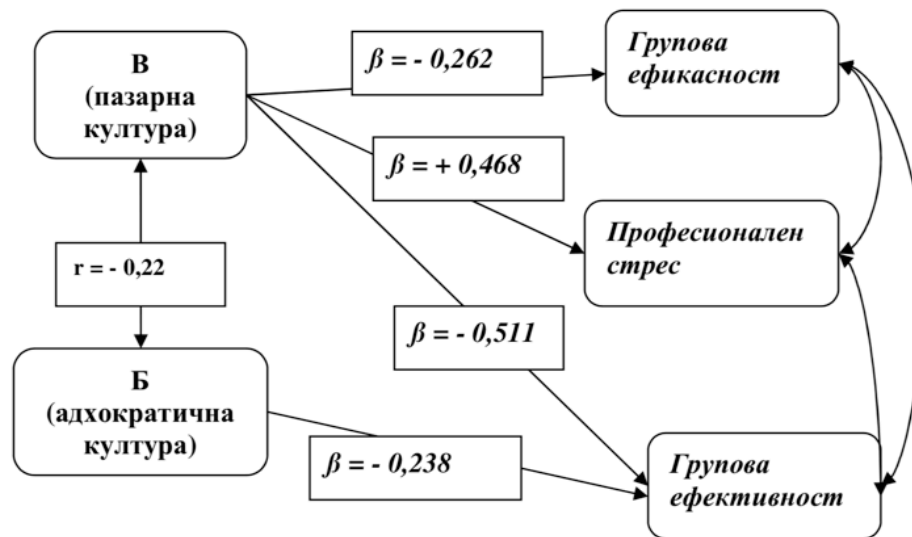 В
(пазарна
култура)
β = - 0,262
Групова
ефикасност
β = + 0,468
Професионален
стрес
r = - 0,22
β = - 0,511
Б
(адхократична
култура)
β = - 0,238
Групова
ефективност